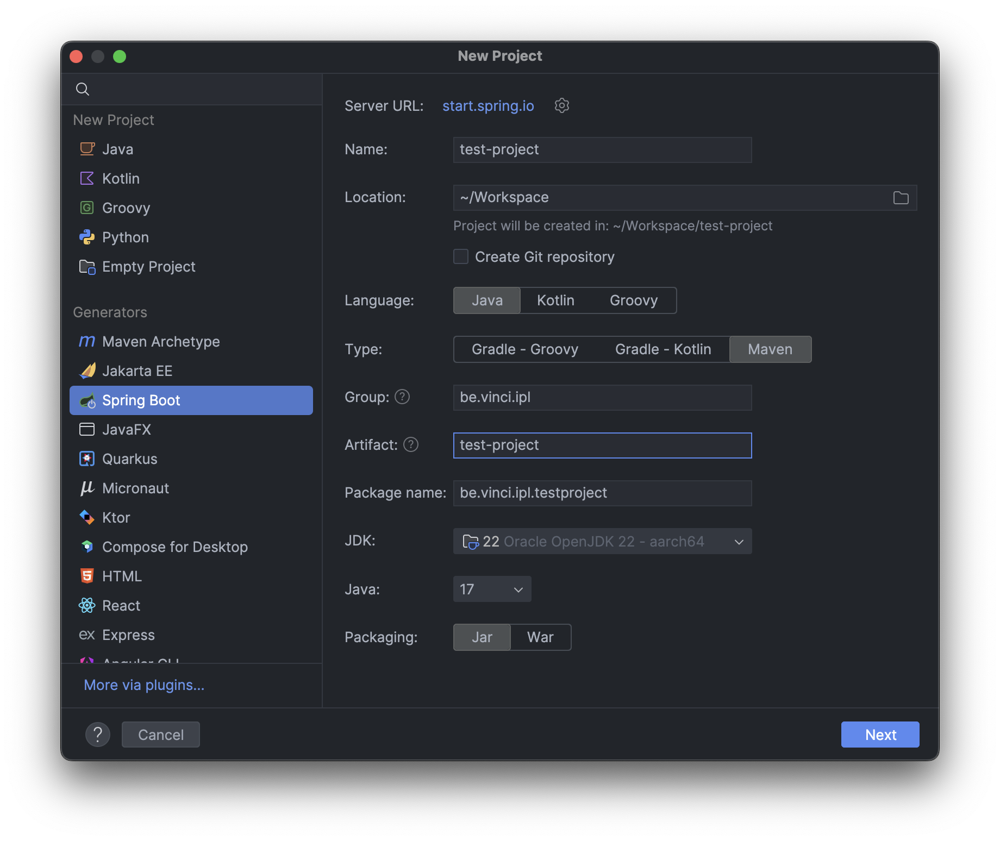 New Project
New Project
Java
Kotlin
G Groovy
Python
Empty Project
Generators
m Maven Archetype
Jakarta EE
Spring Boot
JavaFX
Quarkus
μ Micronaut
Ktor
Compose for Desktop
5 HTML
React
ex Express
Angular CLI
More via plugins...
Server URL: start.spring.io
Name: test-project
Location: ~/Workspace
Project will be created in: ~/Workspace/test-project
Create Git repository
Language: Java Kotlin Groovy
Type: Gradle - Groovy Gradle - Kotlin Maven
Group: ? be.vinci.ipl
Artifact: ? test-project
Package name: be.vinci.ipl.testproject
JDK: 22 Oracle OpenJDK 22 - aarch64
Java: 17
Packaging: Jar War
? Cancel Next